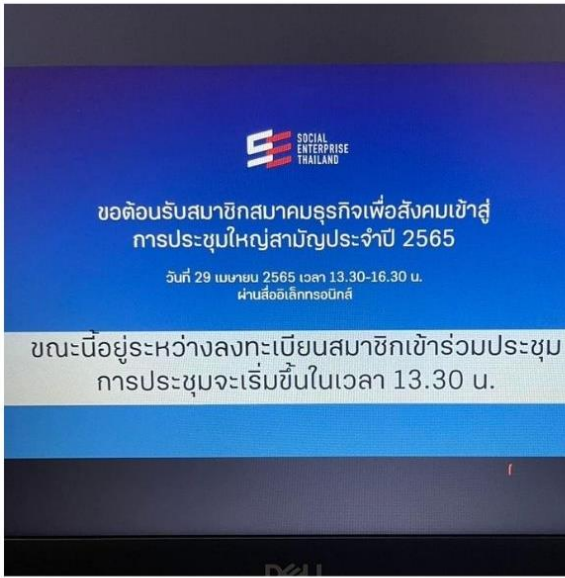 SOCIAL
ENTERPRISE
THAILAND
ขอต้อนรับสมาชิกสมาคมธุรกิจเพื่อสังคมเข้าสู่
การประชุมใหญ่สามัญประจำปี 2565
วันที่ 29 เมษายน 2565 เวลา 13.30-16.30 น.
ผ่านสื่ออิเล็กทรอนิกส์
ขณะนี้อยู่ระหว่างลงทะเบียนสมาชิกเข้าร่วมประชุม
การประชุมจะเริ่มขึ้นในเวลา 13.30 น.
DELL